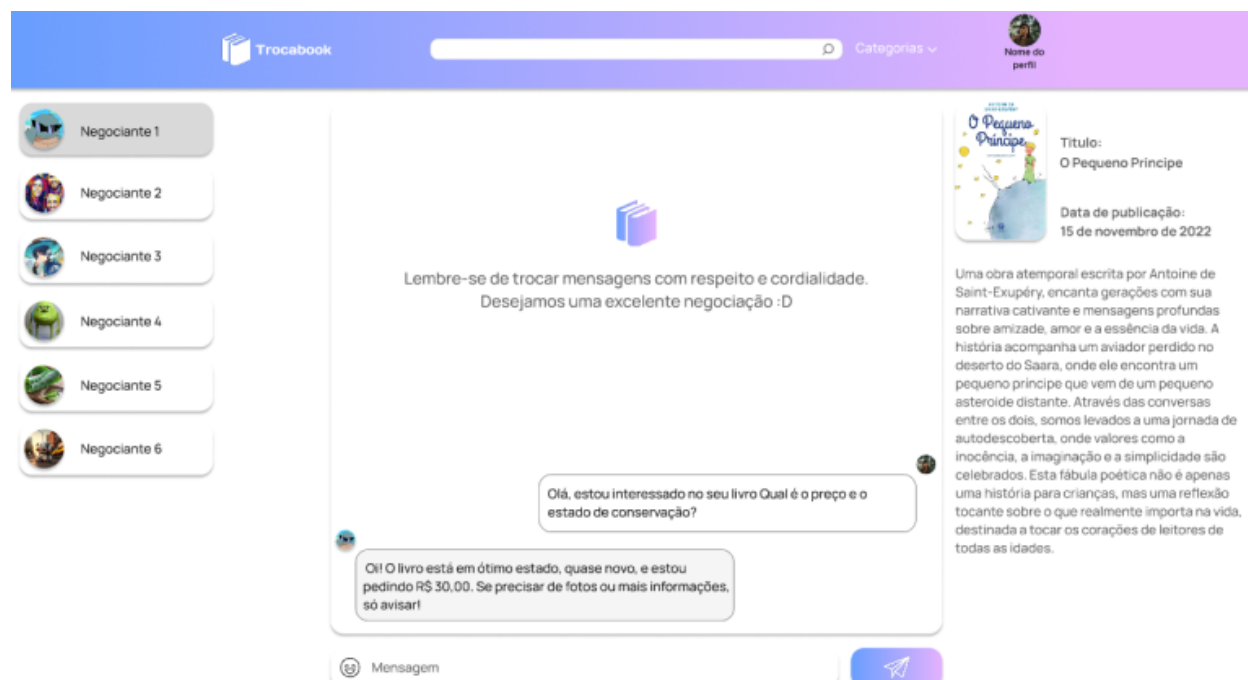 Trocabook
Categorias
Nome do
perfil
Negociante 1
Negociante 2
Negociante 3
Negociante 4
Negociante 5
Negociante 6
Lembre-se de trocar mensagens com respeito e cordialidade.
Desejamos uma excelente negociação :D
Olá, estou interessado no seu livro Qual é o preço e o
estado de conservação?
Oi! O livro está em ótimo estado, quase novo, e estou
pedindo R$ 30,00. Se precisar de fotos ou mais informações,
só avisar!
Mensagem
O Pequeno
Príncipe
Titulo:
O Pequeno Principe
Data de publicação:
15 de novembro de 2022
Uma obra atemporal escrita por Antoine de
Saint-Exupéry, encanta gerações com sua
narrativa cativante e mensagens profundas
sobre amizade, amor e a essência da vida. A
história acompanha um aviador perdido no
deserto do Saara, onde ele encontra um
pequeno príncipe que vem de um pequeno
asteroide distante. Através das conversas
entre os dois, somos levados a uma jornada de
autodescoberta, onde valores como a
inocência, a imaginação e a simplicidade são
celebrados. Esta fábula poética não é apenas
uma história para crianças, mas uma reflexão
tocante sobre o que realmente importa na vida,
destinada a tocar os corações de leitores de
todas as idades.